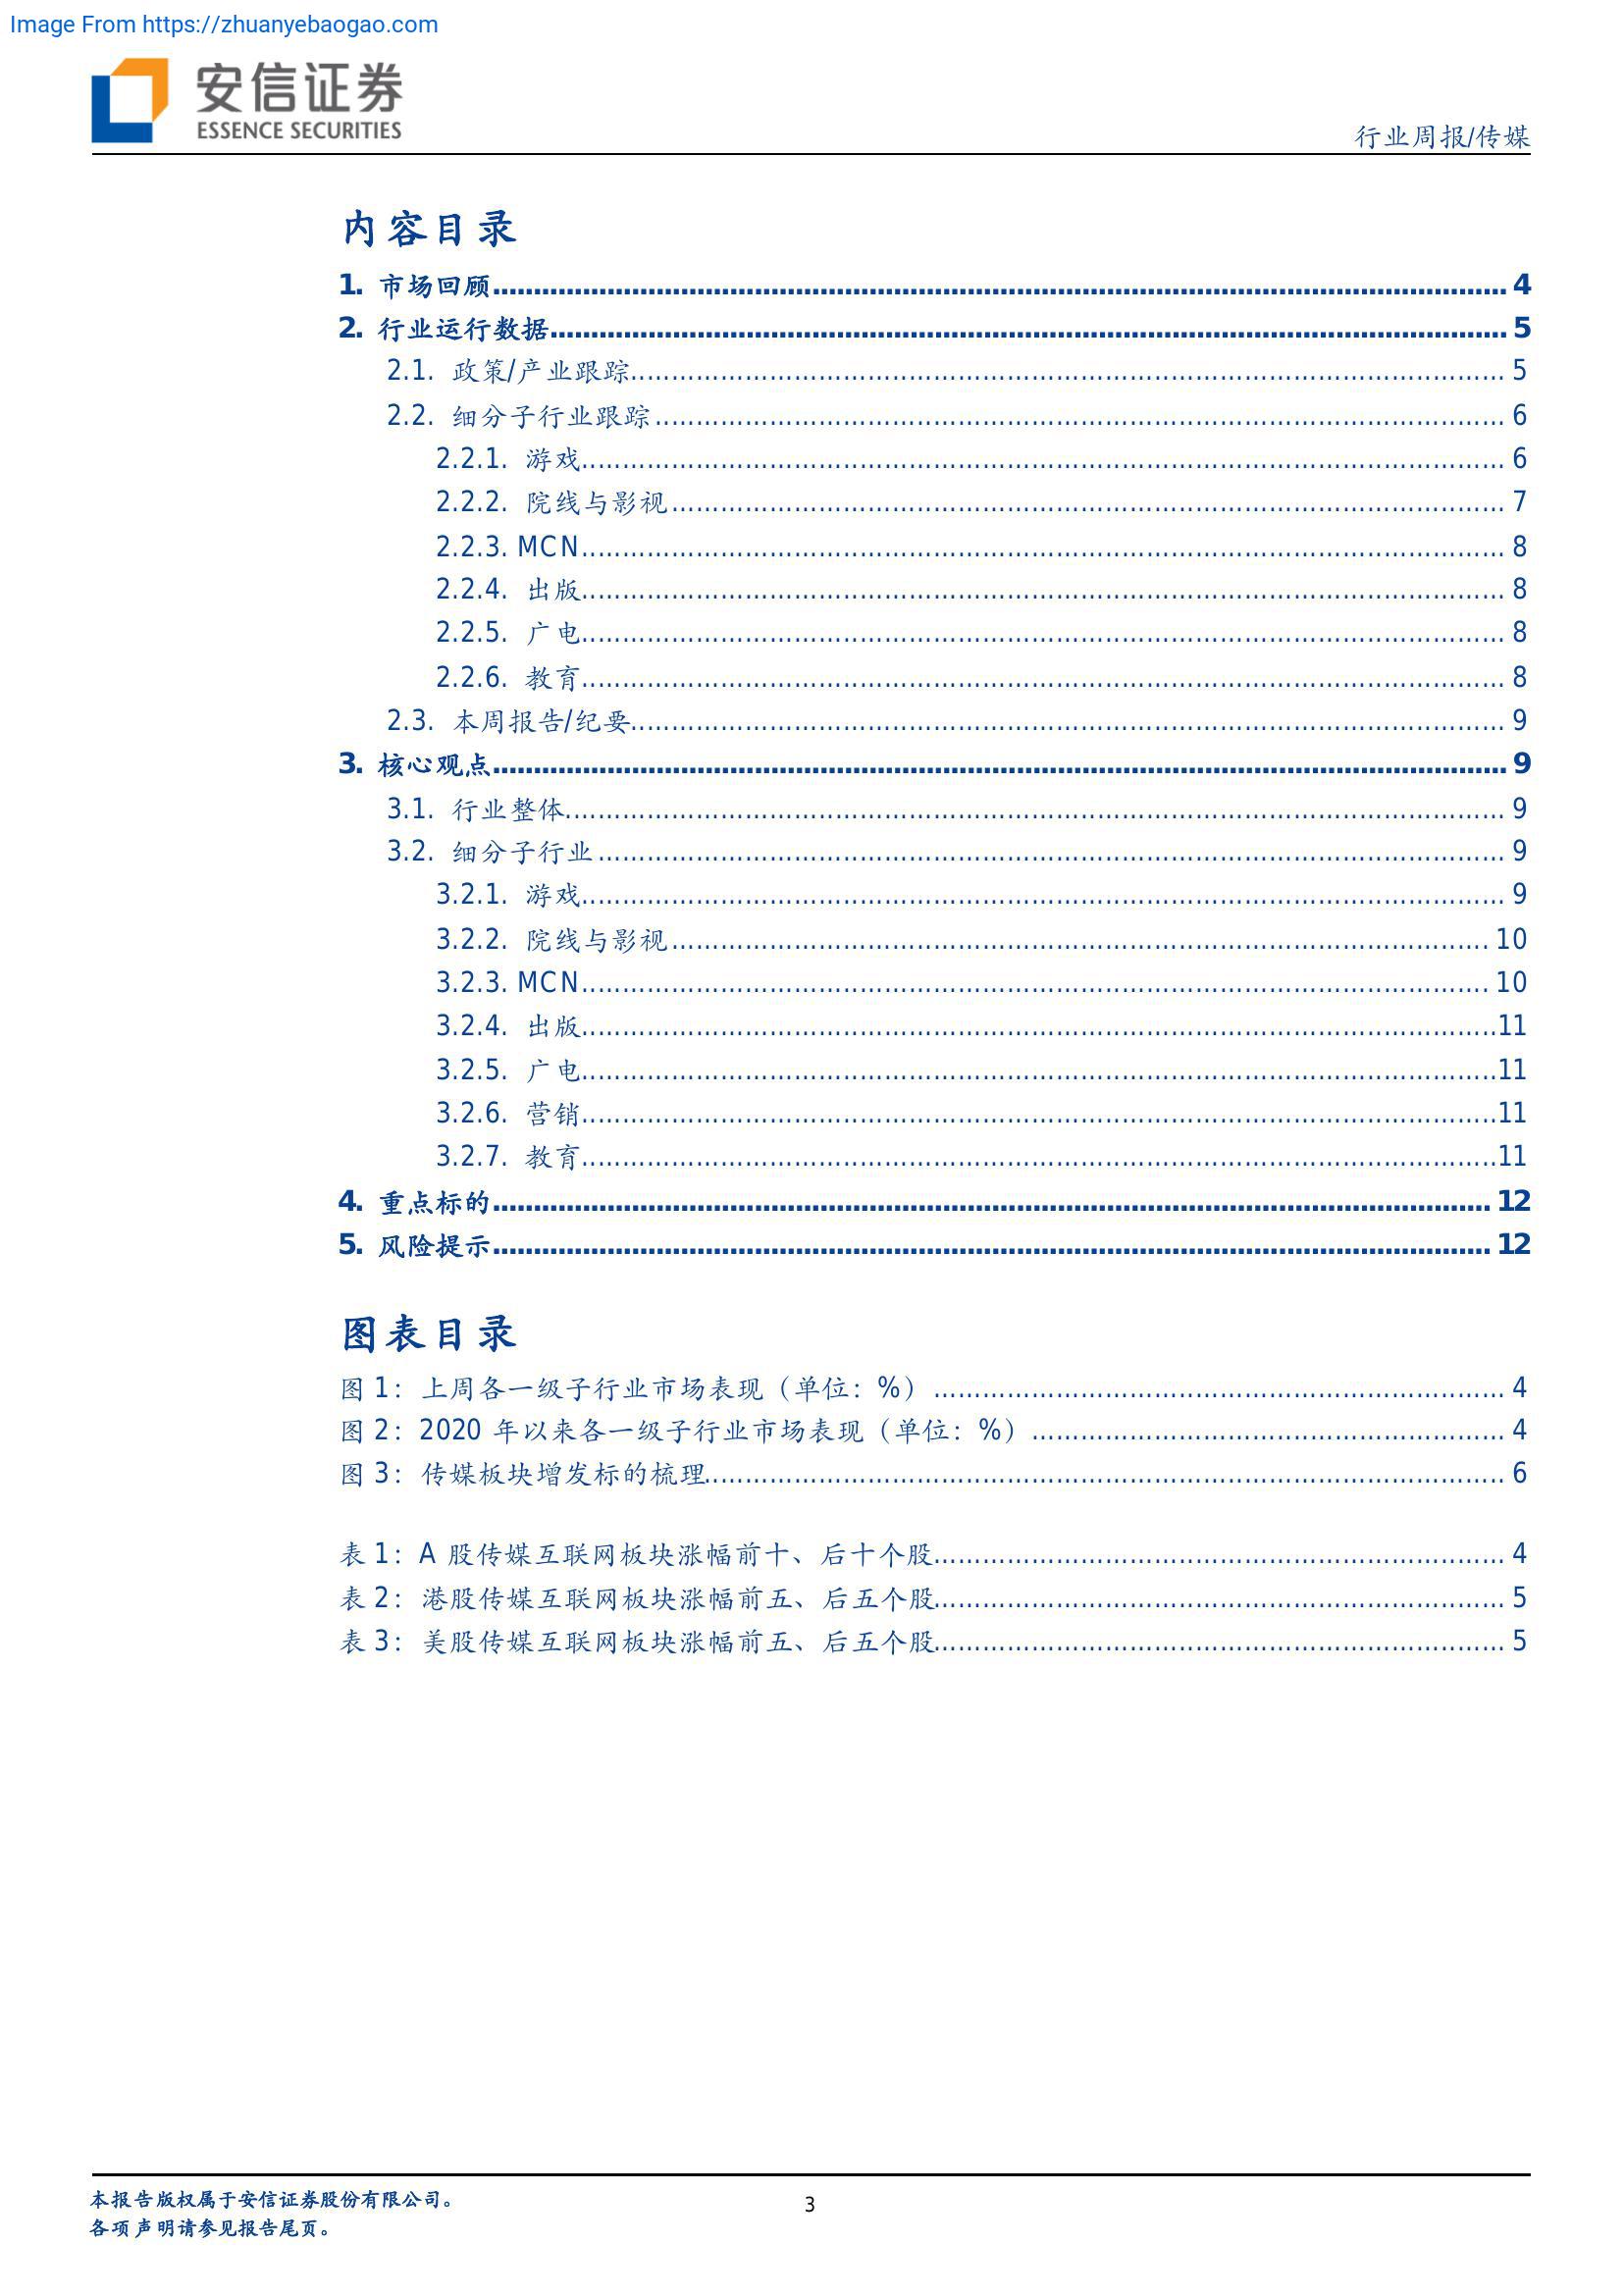 Image From https://zhuanyebaogao.com
安信证券
ESSENCE SECURITIES
行业周报/传媒
内容目录
1. 市场回顾 4
2. 行业运行数据 5
2.1. 政策/产业跟踪 5
2.2. 细分子行业跟踪 6
2.2.1. 游戏 6
2.2.2. 院线与影视 7
2.2.3. MCN 8
2.2.4. 出版 8
2.2.5. 广电 8
2.2.6. 教育 8
2.3. 本周报告/纪要 9
3. 核心观点 9
3.1. 行业整体 9
3.2. 细分子行业 9
3.2.1. 游戏 9
3.2.2. 院线与影视 10
3.2.3. MCN 10
3.2.4. 出版 11
3.2.5. 广电 11
3.2.6. 营销 11
3.2.7. 教育 11
4. 重点标的 12
5. 风险提示 12
图表目录
图 1：上周各一级子行业市场表现（单位：%） 4
图 2：2020 年以来各一级子行业市场表现（单位：%） 4
图 3：传媒板块增发标的梳理 6
表 1：A 股传媒互联网板块涨幅前十、后十个股 4
表 2：港股传媒互联网板块涨幅前五、后五个股 5
表 3：美股传媒互联网板块涨幅前五、后五个股 5
本报告版权属于安信证券股份有限公司。
3
各项声明请参见报告尾页。